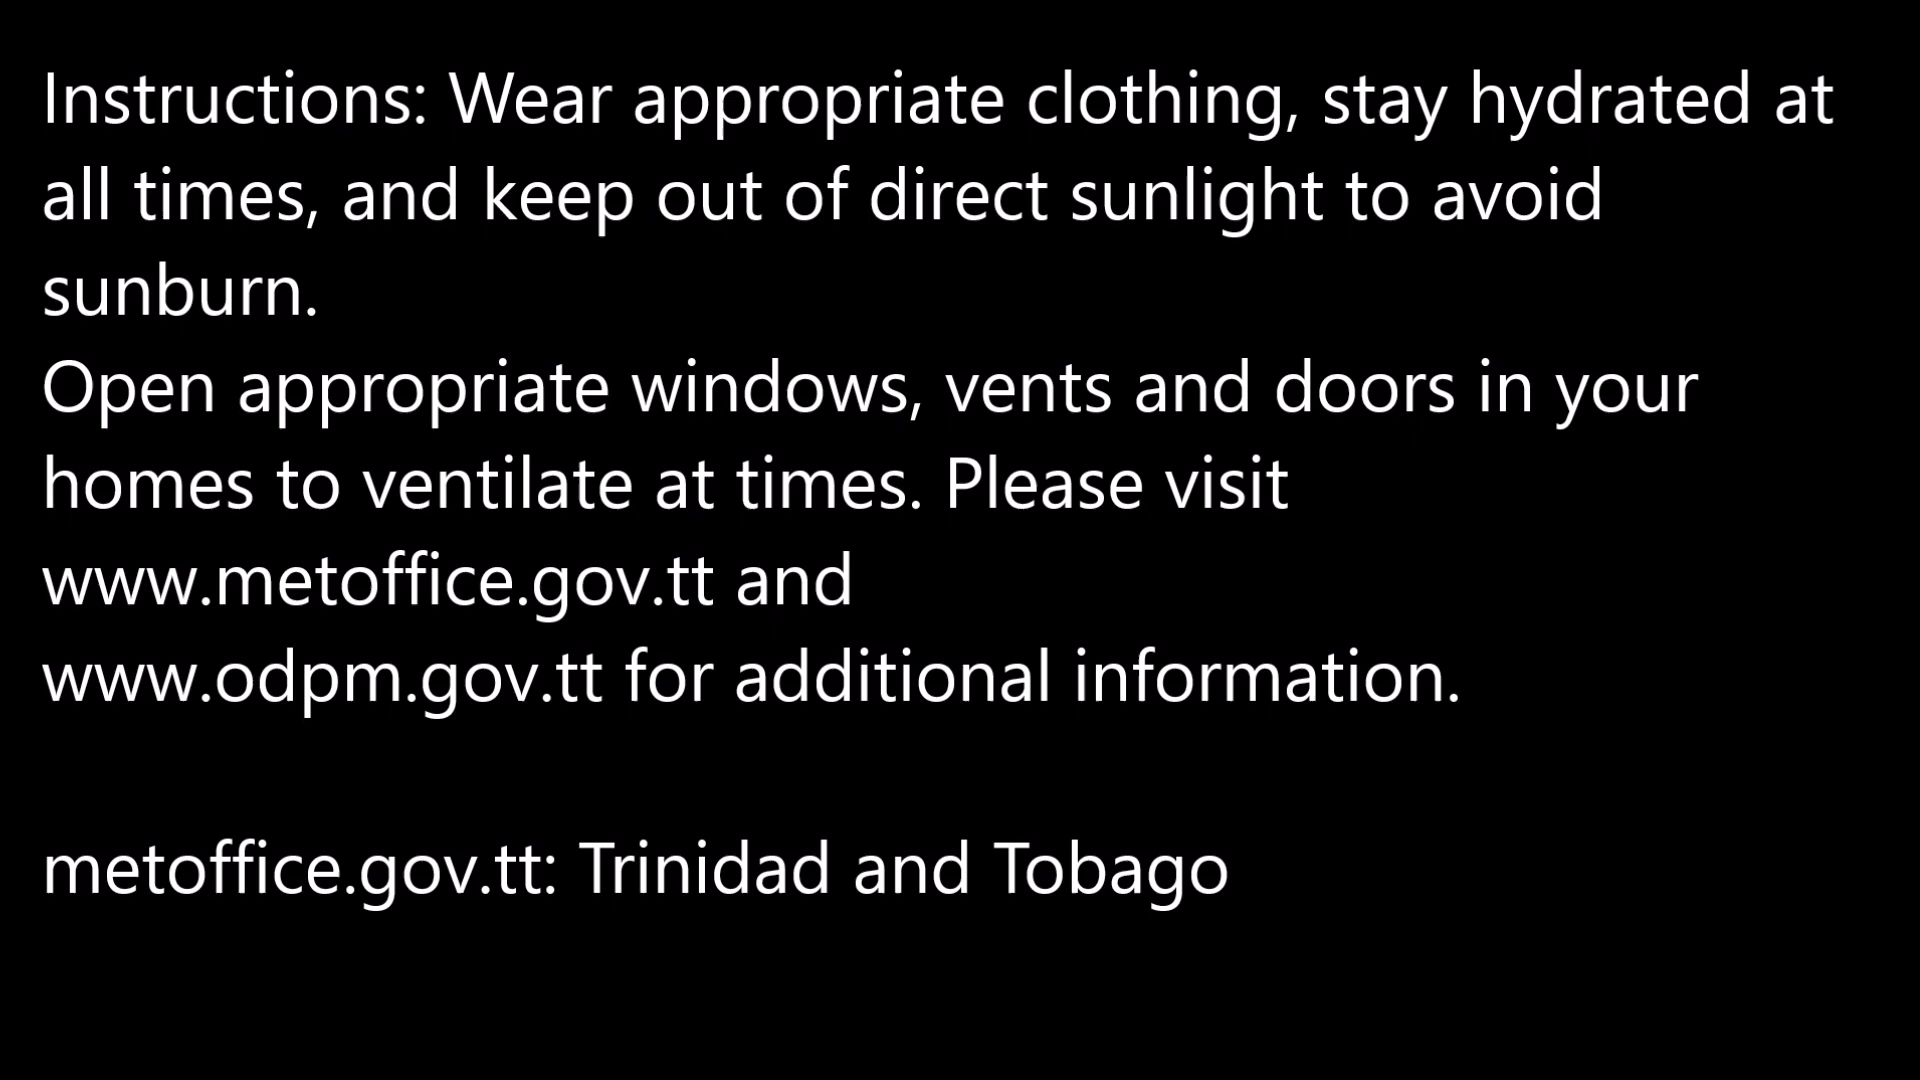 Instructions: Wear appropriate clothing, stay hydrated at
all times, and keep out of direct sunlight to avoid
sunburn.
Open appropriate windows, vents and doors in your
homes to ventilate at times. Please visit
www.metoffice.gov.tt and
www.odpm.gov.tt for additional information.
metoffice.gov.tt: Trinidad and Tobago